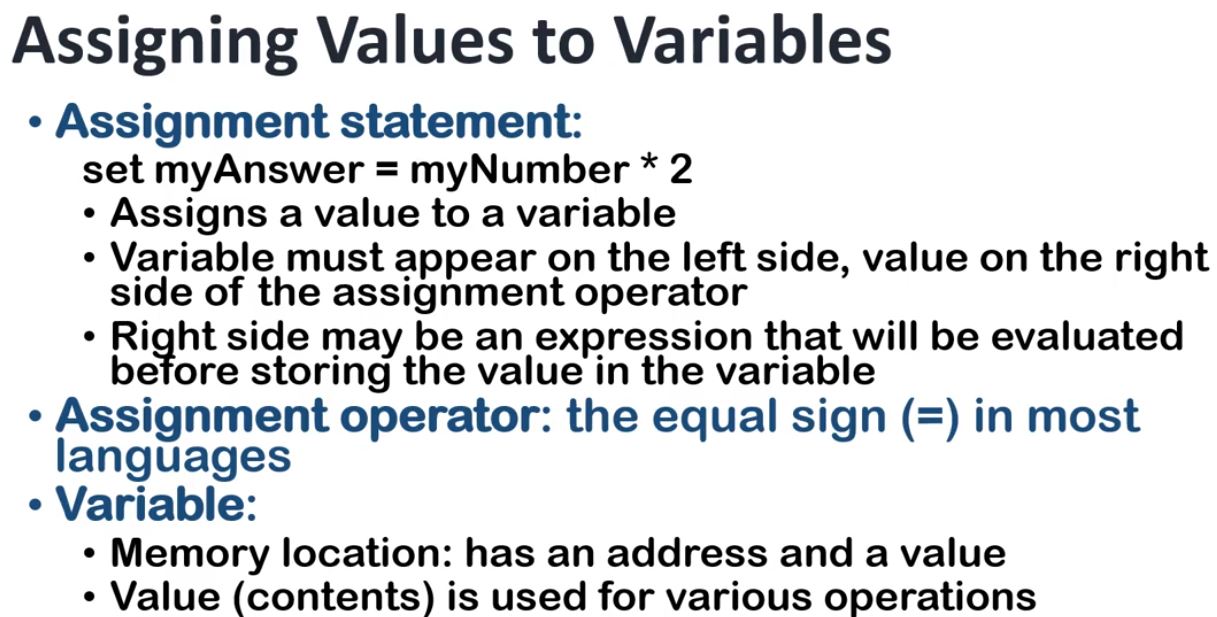 Assigning Values to Variables
• Assignment statement:
set myAnswer = myNumber * 2
• Assigns a value to a variable
• Variable must appear on the left side, value on the right
side of the assignment operator
• Right side may be an expression that will be evaluated
before storing the value in the variable
• Assignment operator: the equal sign (=) in most
languages
• Variable:
• Memory location: has an address and a value
• Value (contents) is used for various operations